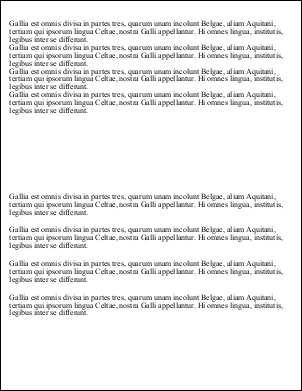 Gallia est omnis divisa in partes tres, quarum unam incolunt Belgae, aliam Aquitani,
tertiam qui ipsorum lingua Celtae, nostra Galli appellantur. Hi omnes lingua, institutis,
legibus inter se differunt.
Gallia est omnis divisa in partes tres, quarum unam incolunt Belgae, aliam Aquitani,
tertiam qui ipsorum lingua Celtae, nostra Galli appellantur. Hi omnes lingua, institutis,
legibus inter se differunt.
Gallia est omnis divisa in partes tres, quarum unam incolunt Belgae, aliam Aquitani,
tertiam qui ipsorum lingua Celtae, nostra Galli appellantur. Hi omnes lingua, institutis,
legibus inter se differunt.
Gallia est omnis divisa in partes tres, quarum unam incolunt Belgae, aliam Aquitani,
tertiam qui ipsorum lingua Celtae, nostra Galli appellantur. Hi omnes lingua, institutis,
legibus inter se differunt.
Gallia est omnis divisa in partes tres, quarum unam incolunt Belgae, aliam Aquitani,
tertiam qui ipsorum lingua Celtae, nostra Galli appellantur. Hi omnes lingua, institutis,
legibus inter se differunt.
Gallia est omnis divisa in partes tres, quarum unam incolunt Belgae, aliam Aquitani,
tertiam qui ipsorum lingua Celtae, nostra Galli appellantur. Hi omnes lingua, institutis,
legibus inter se differunt.
Gallia est omnis divisa in partes tres, quarum unam incolunt Belgae, aliam Aquitani,
tertiam qui ipsorum lingua Celtae, nostra Galli appellantur. Hi omnes lingua, institutis,
legibus inter se differunt.
Gallia est omnis divisa in partes tres, quarum unam incolunt Belgae, aliam Aquitani,
tertiam qui ipsorum lingua Celtae, nostra Galli appellantur. Hi omnes lingua, institutis,
legibus inter se differunt.